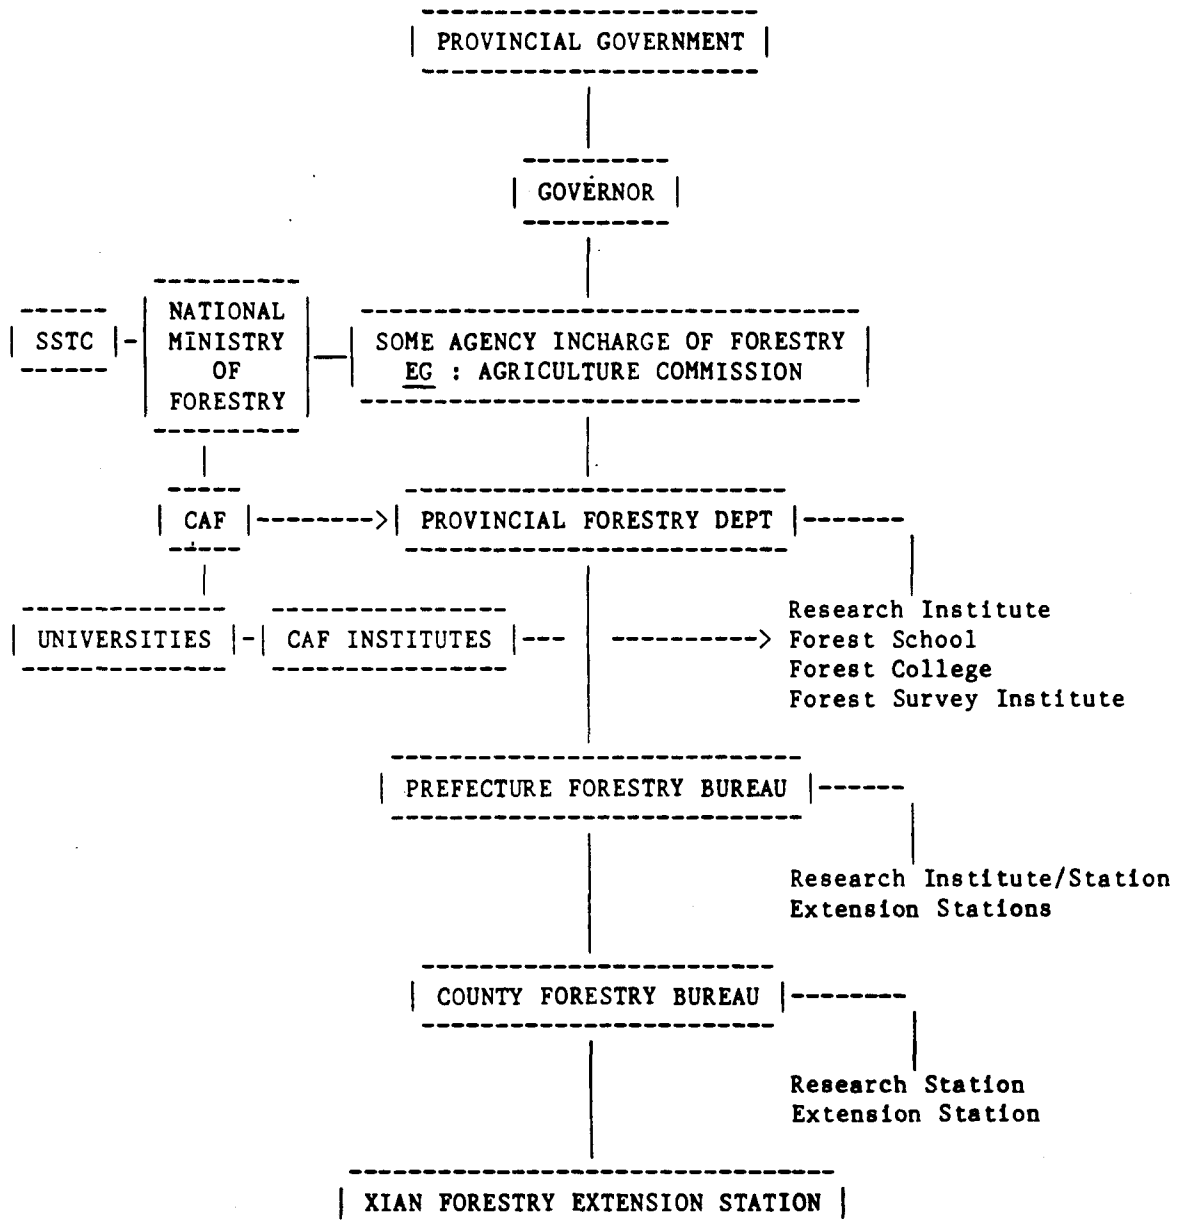 PROVINCIAL GOVERNMENT
GOVERNOR
SSTC
NATIONAL
MINISTRY
OF
FORESTRY
SOME AGENCY INCHARGE OF FORESTRY
EG : AGRICULTURE COMMISSION
CAF
PROVINCIAL FORESTRY DEPT
UNIVERSITIES
CAF INSTITUTES
Research Institute
Forest School
Forest College
Forest Survey Institute
PREFECTURE FORESTRY BUREAU
Research Institute/Station
Extension Stations
COUNTY FORESTRY BUREAU
Research Station
Extension Station
XIAN FORESTRY EXTENSION STATION